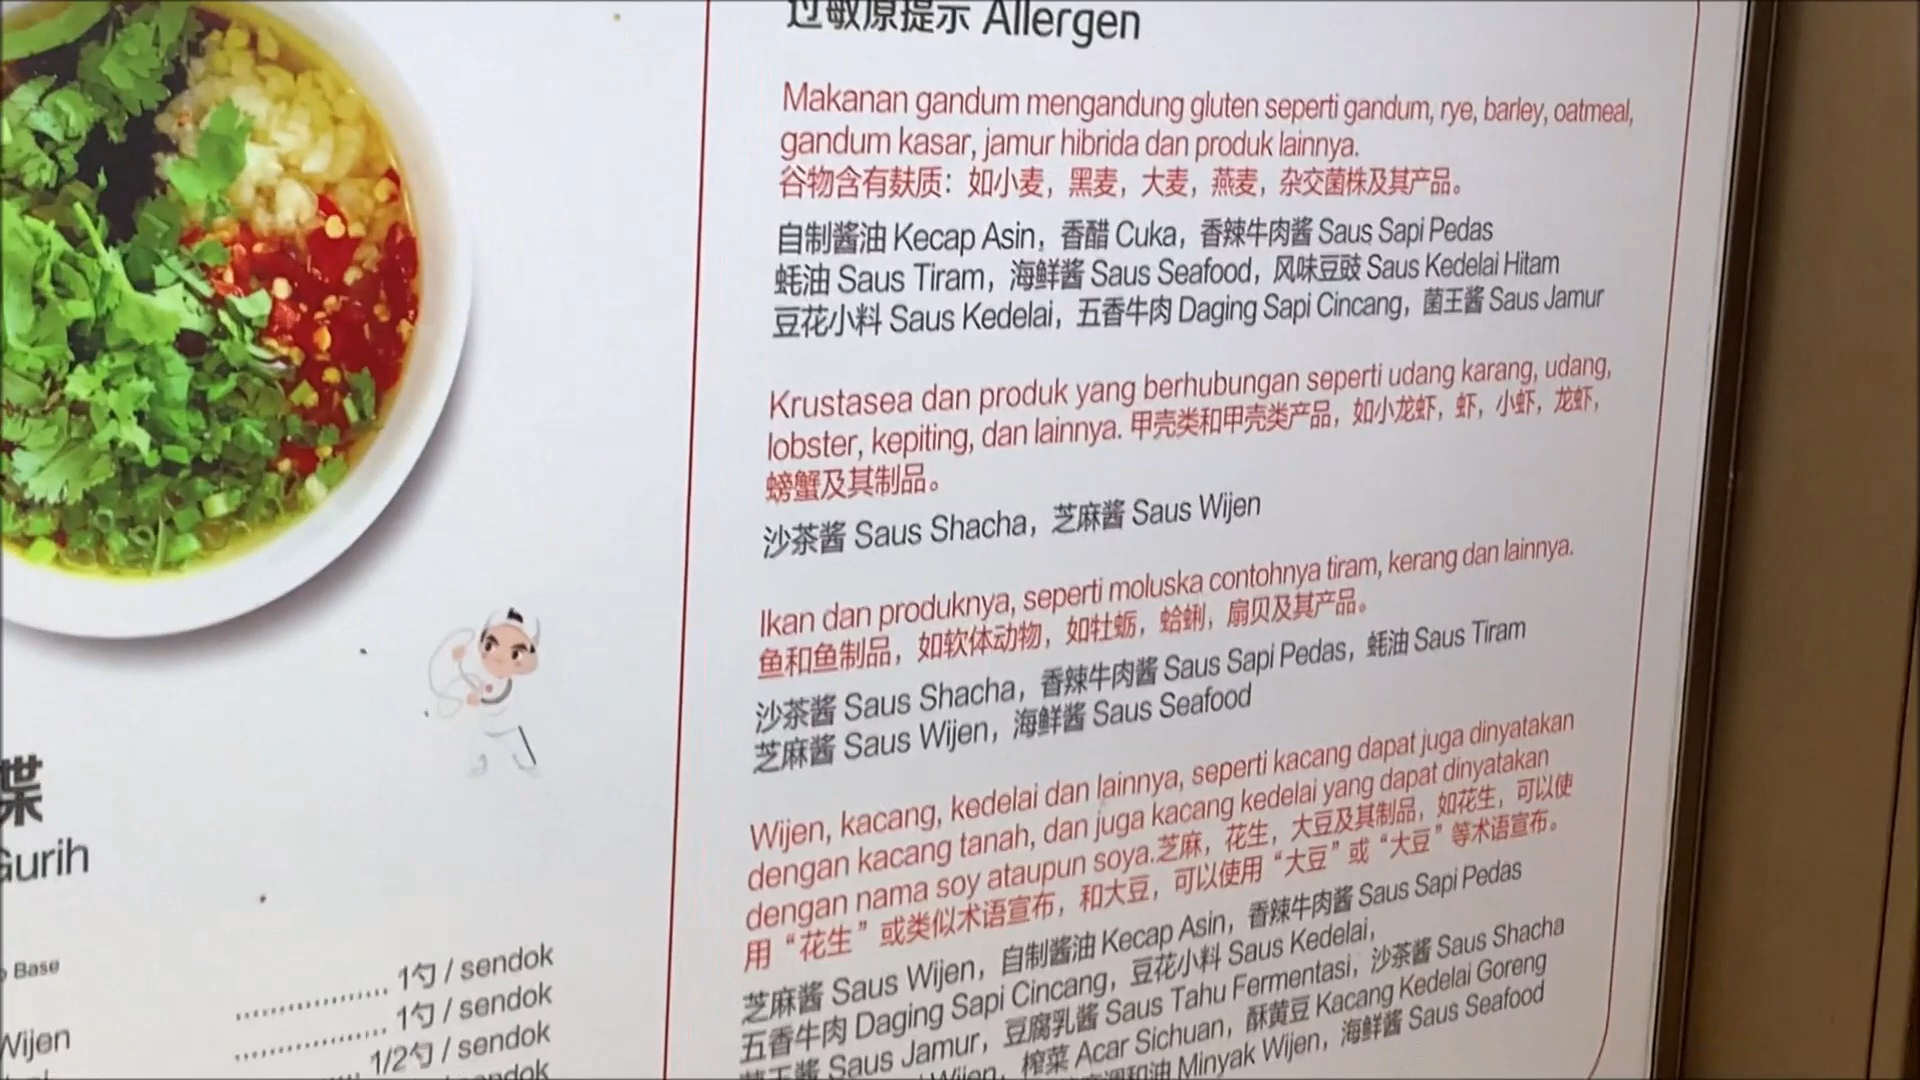 过敏原提示 Allergen
Makanan gandum mengandung gluten seperti gandum, rye, barley, oatmeal,
gandum kasar, jamur hibrida dan produk lainnya.
谷物含有麸质：如小麦，黑麦，大麦，燕麦，杂交菌株及其产品。
自制酱油 Kecap Asin，香醋 Cuka，香辣牛肉酱 Saus Sapi Pedas
蚝油 Saus Tiram，海鲜酱 Saus Seafood，风味豆豉 Saus Kedelai Hitam
豆花小料 Saus Kedelai，五香牛肉 Daging Sapi Cincang，菌王酱 Saus Jamur
Krustasea dan produk yang berhubungan seperti udang karang, udang,
lobster, kepiting, dan lainnya. 甲壳类和甲壳类产品，如小龙虾，虾，小虾，龙虾，
螃蟹及其制品。
沙茶酱 Saus Shacha，芝麻酱 Saus Wijen
Ikan dan produknya, seperti moluska contohnya tiram, kerang dan lainnya.
鱼和鱼制品，如软体动物，如牡蛎，蛤蜊，扇贝及其产品。
沙茶酱 Saus Shacha，香辣牛肉酱 Saus Sapi Pedas，蚝油 Saus Tiram
芝麻酱 Saus Wijen，海鲜酱 Saus Seafood
Wijen, kacang, kedelai dan lainnya, seperti kacang dapat juga dinyatakan
dengan kacang tanah, dan juga kacang kedelai yang dapat dinyatakan
dengan nama soy ataupun soya.芝麻，花生，大豆及其制品，如花生，可以使
用“花生”或类似术语宣布，和大豆，可以使用“大豆”或“大豆”等术语宣布。
芝麻酱 Saus Wijen，自制酱油 Kecap Asin，香辣牛肉酱 Saus Sapi Pedas
五香牛肉 Daging Sapi Cincang，豆花小料 Saus Kedelai，
菌王酱 Saus Jamur，豆腐乳酱 Saus Tahu Fermentasi，沙茶酱 Saus Shacha
Wijen，榨菜 Acar Sichuan，酥黄豆 Kacang Kedelai Goreng
调和油 Minyak Wijen，海鲜酱 Saus Seafood
碟
Gurih
Base
1勺 / sendok
1勺 / sendok
Wijen
1/2勺 / sendok
sendok